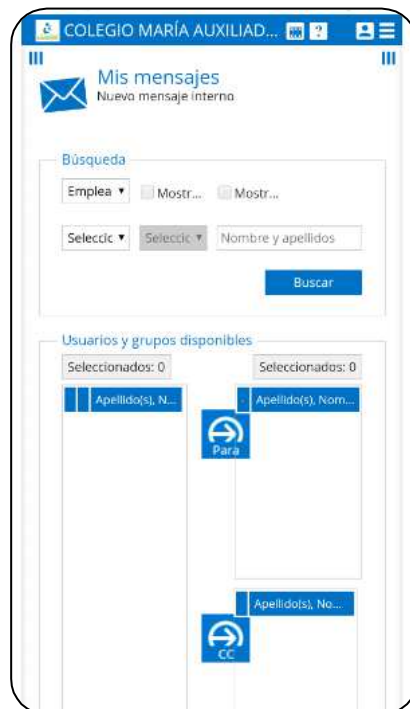 COLEGIO MARÍA AUXILIAD... ?
Mis mensajes
Nuevo mensaje interno
Búsqueda
Emplea Mostr... Mostr...
Seleccic Seleccic Nombre y apellidos
Buscar
Usuarios y grupos disponibles
Seleccionados: 0 Seleccionados: 0
Apellido(s), N... Apellido(s), Nom...
Para
Apellido(s), No...
CC